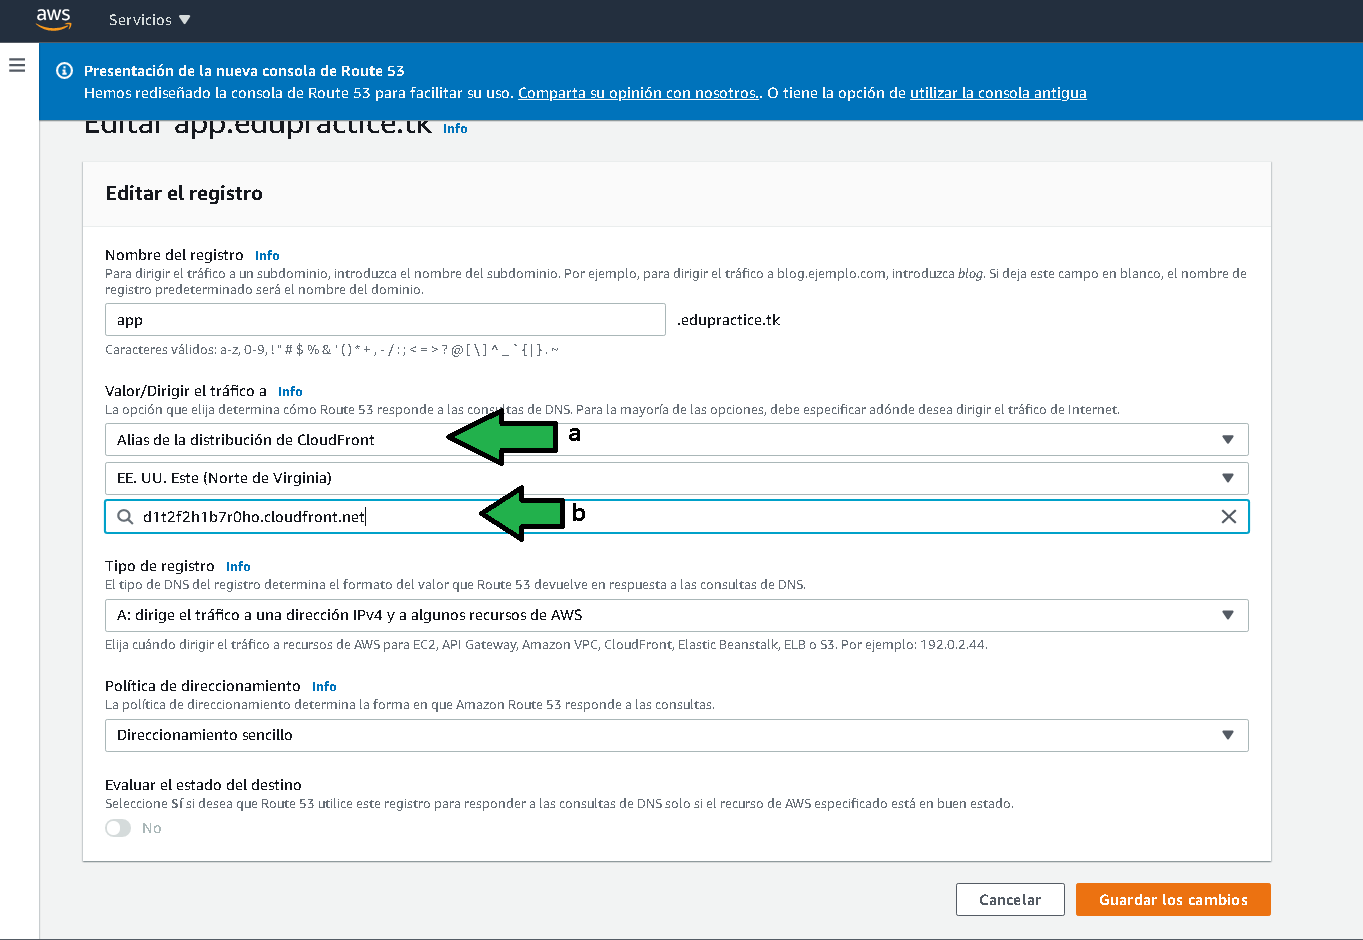 aws Servicios
Presentación de la nueva consola de Route 53
Hemos rediseñado la consola de Route 53 para facilitar su uso. Comparta su opinión con nosotros.. O tiene la opción de utilizar la consola antigua
Editar app.edupractice.tk Info
Editar el registro
Nombre del registro Info
Para dirigir el tráfico a un subdominio, introduzca el nombre del subdominio. Por ejemplo, para dirigir el tráfico a blog.ejemplo.com, introduzca blog. Si deja este campo en blanco, el nombre de
registro predeterminado será el nombre del dominio.
app .edupractice.tk
Caracteres válidos: a-z, 0-9, ! " # $ % & ' ( ) * + , - / : ; < = > ? @ [ \ ] ^ _ ` { | } . ~
Valor/Dirigir el tráfico a Info
La opción que elija determina cómo Route 53 responde a las consultas de DNS. Para la mayoría de las opciones, debe especificar adónde desea dirigir el tráfico de Internet.
Alias de la distribución de CloudFront a
EE. UU. Este (Norte de Virginia)
d1t2f2h1b7r0ho.cloudfront.net b
Tipo de registro Info
El tipo de DNS del registro determina el formato del valor que Route 53 devuelve en respuesta a las consultas de DNS.
A: dirige el tráfico a una dirección IPv4 y a algunos recursos de AWS
Elija cuándo dirigir el tráfico a recursos de AWS para EC2, API Gateway, Amazon VPC, CloudFront, Elastic Beanstalk, ELB o S3. Por ejemplo: 192.0.2.44.
Política de direccionamiento Info
La política de direccionamiento determina la forma en que Amazon Route 53 responde a las consultas.
Direccionamiento sencillo
Evaluar el estado del destino
Seleccione Sí si desea que Route 53 utilice este registro para responder a las consultas de DNS solo si el recurso de AWS especificado está en buen estado.
No
Cancelar Guardar los cambios